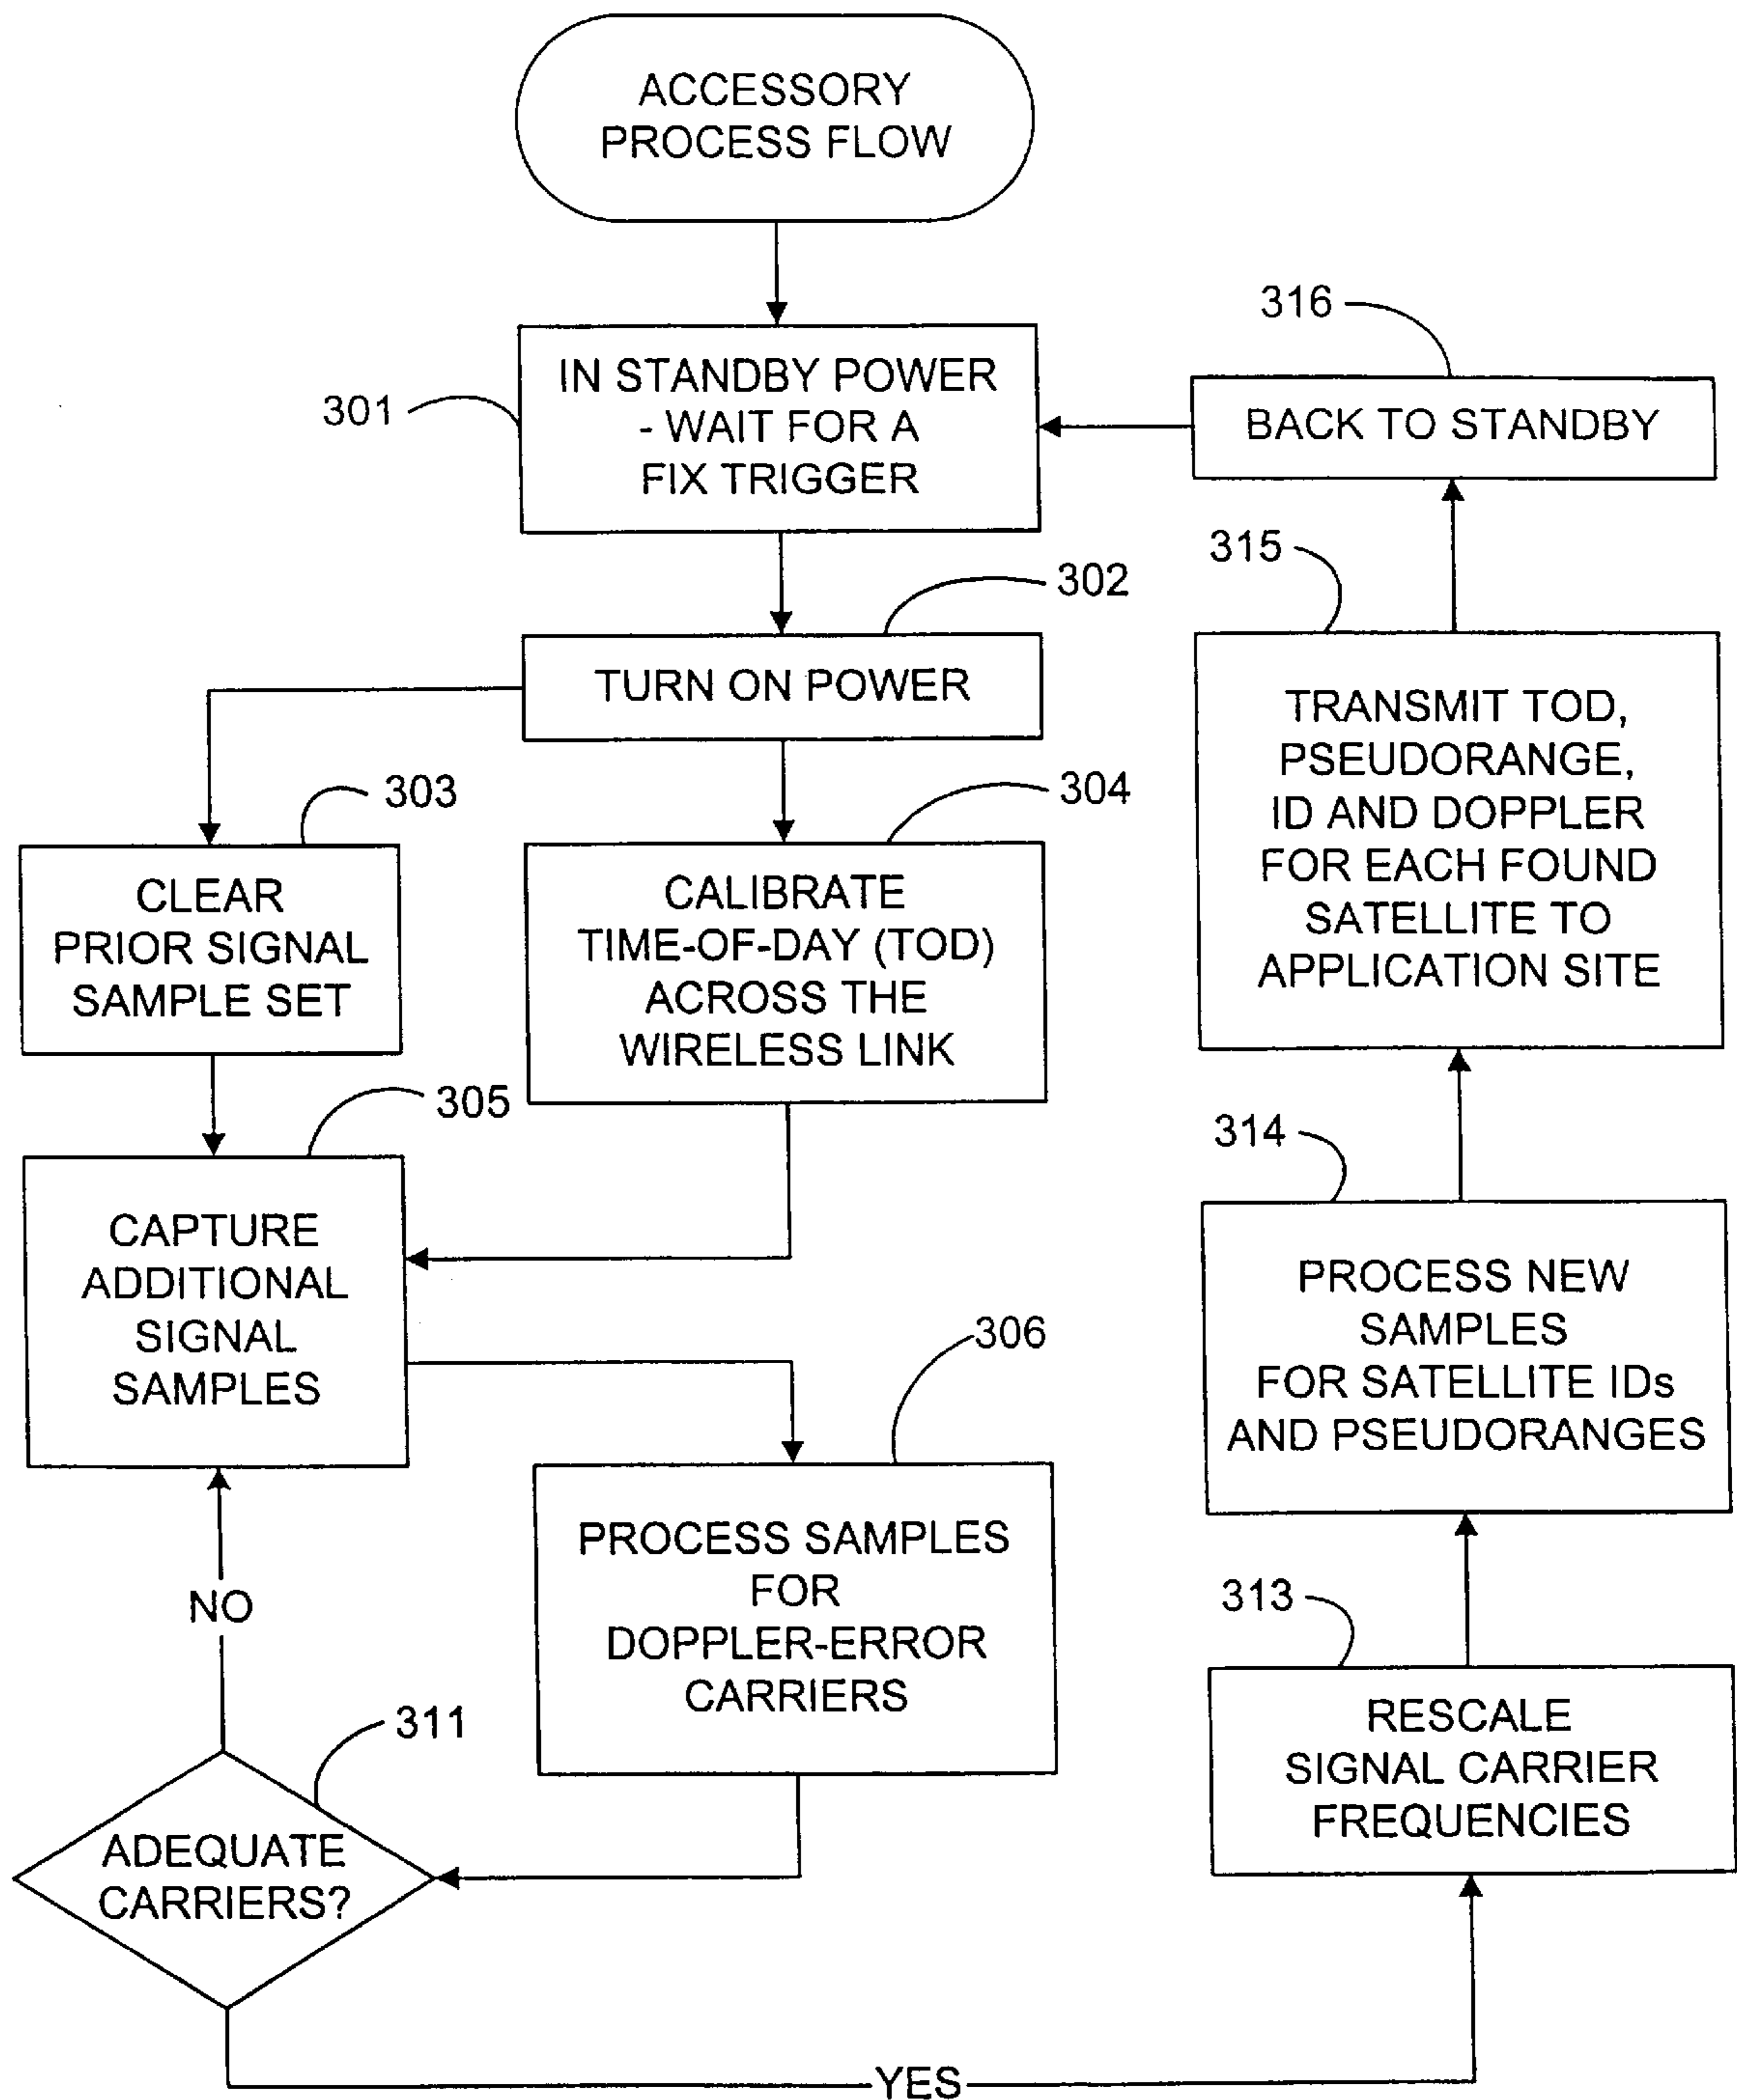 ACCESSORY
PROCESS FLOW
316
IN STANDBY POWER
- WAIT FOR A
FIX TRIGGER
301
BACK TO STANDBY
315
302
TURN ON POWER
TRANSMIT TOD,
PSEUDORANGE,
ID AND DOPPLER
FOR EACH FOUND
SATELLITE TO
APPLICATION SITE
303
304
CLEAR
PRIOR SIGNAL
SAMPLE SET
CALIBRATE
TIME-OF-DAY (TOD)
ACROSS THE
WIRELESS LINK
305
314
CAPTURE
ADDITIONAL
SIGNAL
SAMPLES
PROCESS NEW
SAMPLES
FOR SATELLITE IDs
AND PSEUDORANGES
306
PROCESS SAMPLES
FOR
DOPPLER-ERROR
CARRIERS
NO
313
311
RESCALE
SIGNAL CARRIER
FREQUENCIES
ADEQUATE
CARRIERS?
YES